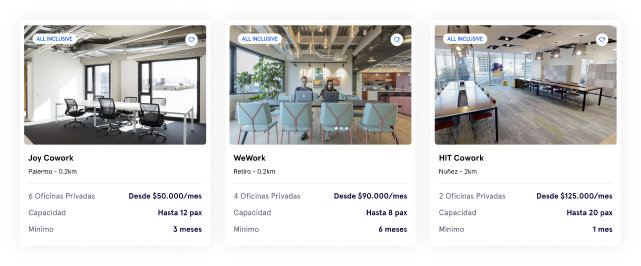 ALL INCLUSIVE
Joy Cowork
Palermo - 0.2km
6 Oficinas Privadas Desde $50.000/mes
Capacidad Hasta 12 pax
Mínimo 3 meses
ALL INCLUSIVE
WeWork
Retiro - 0.2km
4 Oficinas Privadas Desde $90.000/mes
Capacidad Hasta 8 pax
Mínimo 6 meses
ALL INCLUSIVE
HIT Cowork
Nuñez - 2km
2 Oficinas Privadas Desde $125.000/mes
Capacidad Hasta 20 pax
Mínimo 1 mes